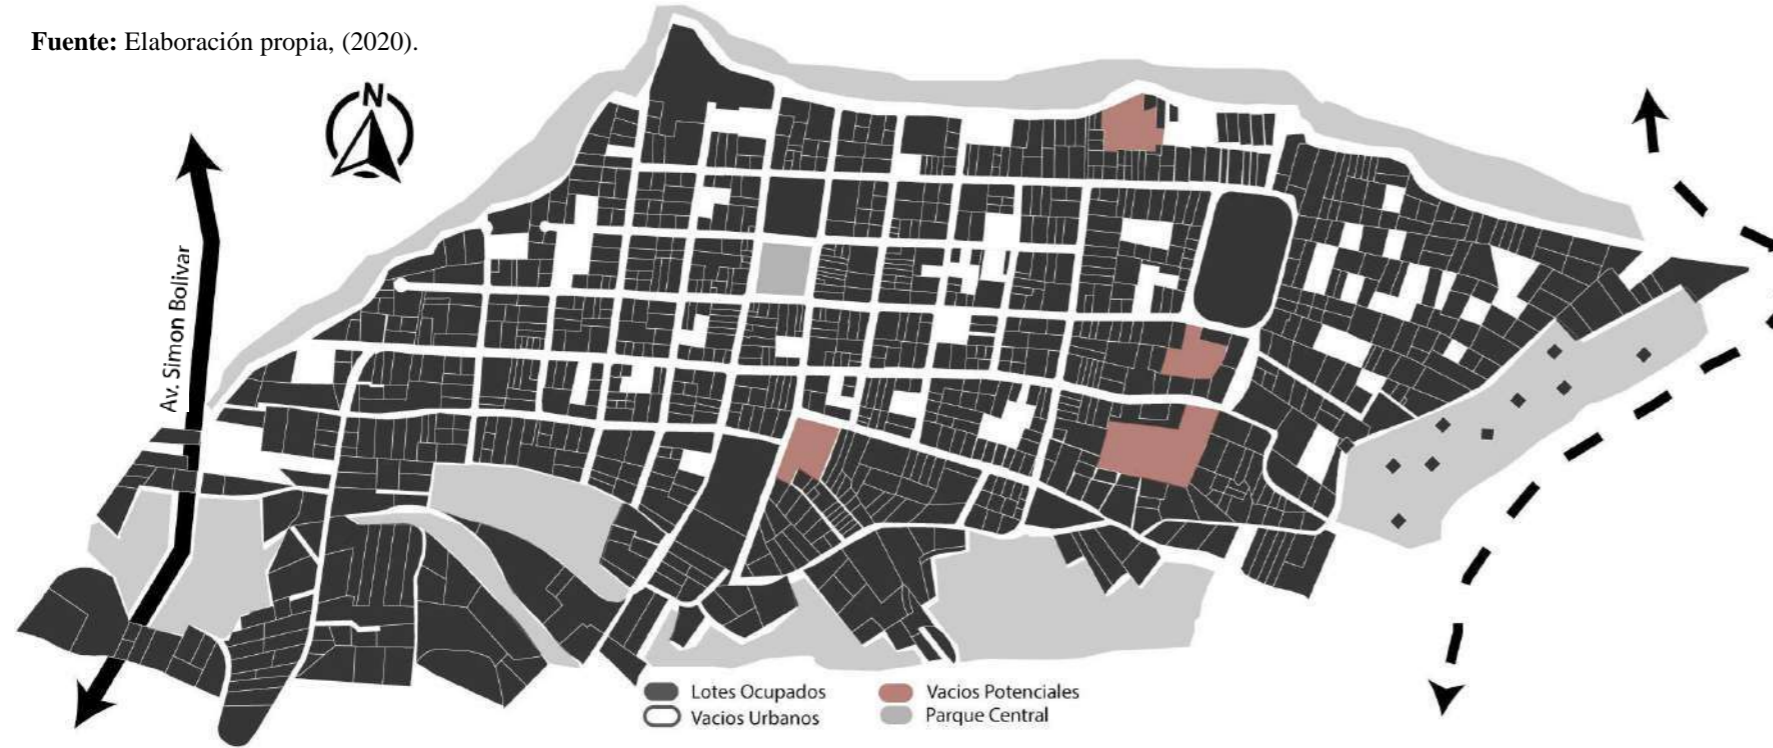 Fuente: Elaboración propia, (2020).
N
Av. Simon Bolivar
Lotes Ocupados
Vacios Urbanos
Vacios Potenciales
Parque Central